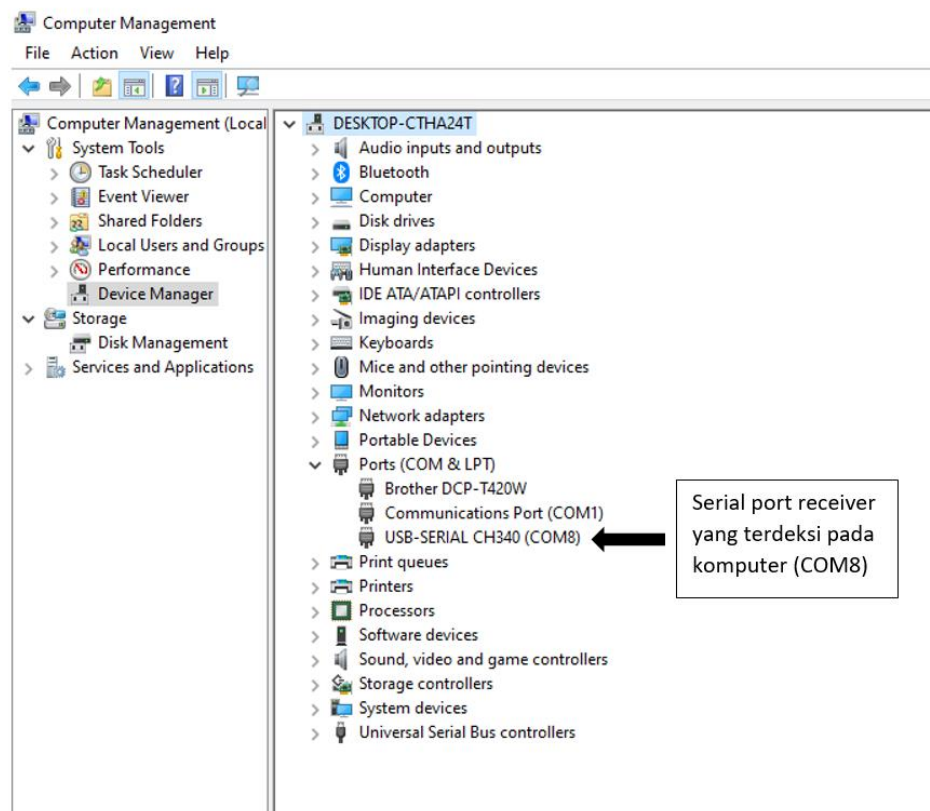 Computer Management
File Action View Help
Computer Management (Local
System Tools
Task Scheduler
Event Viewer
Shared Folders
Local Users and Groups
Performance
Device Manager
Storage
Disk Management
Services and Applications
DESKTOP-CTHA24T
Audio inputs and outputs
Bluetooth
Computer
Disk drives
Display adapters
Human Interface Devices
IDE ATA/ATAPI controllers
Imaging devices
Keyboards
Mice and other pointing devices
Monitors
Network adapters
Portable Devices
Ports (COM & LPT)
Brother DCP-T420W
Communications Port (COM1)
USB-SERIAL CH340 (COM8)
Print queues
Printers
Processors
Software devices
Sound, video and game controllers
Storage controllers
System devices
Universal Serial Bus controllers
Serial port receiver
yang terdeksi pada
komputer (COM8)